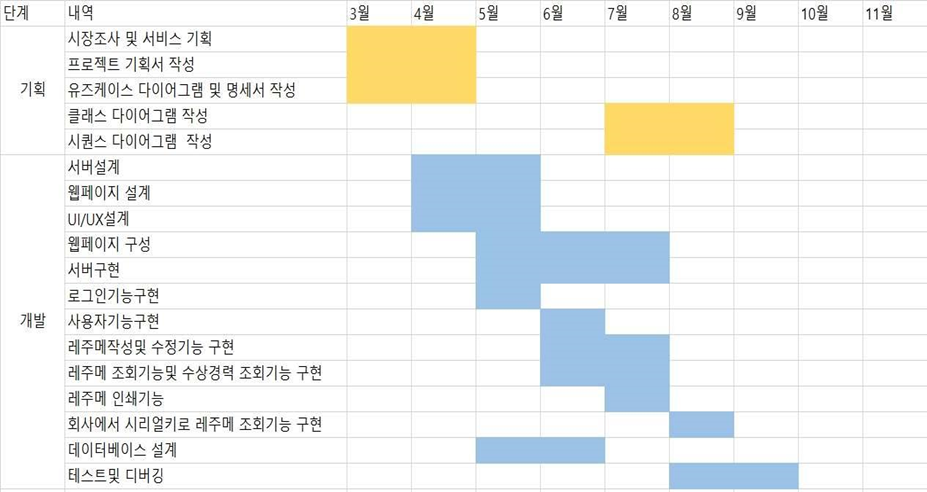 단계 내역 3월 4월 5월 6월 7월 8월 9월 10월 11월
시장조사 및 서비스 기획
프로젝트 기획서 작성
기획 유즈케이스 다이어그램 및 명세서 작성
클래스 다이어그램 작성
시퀀스 다이어그램 작성
서버설계
웹페이지 설계
UI/UX설계
웹페이지 구성
서버구현
로그인기능구현
개발 사용자기능구현
레주메작성및 수정기능 구현
레주메 조회기능및 수상경력 조회기능 구현
레주메 인쇄기능
회사에서 시리얼키로 레주메 조회기능 구현
데이터베이스 설계
테스트및 디버깅